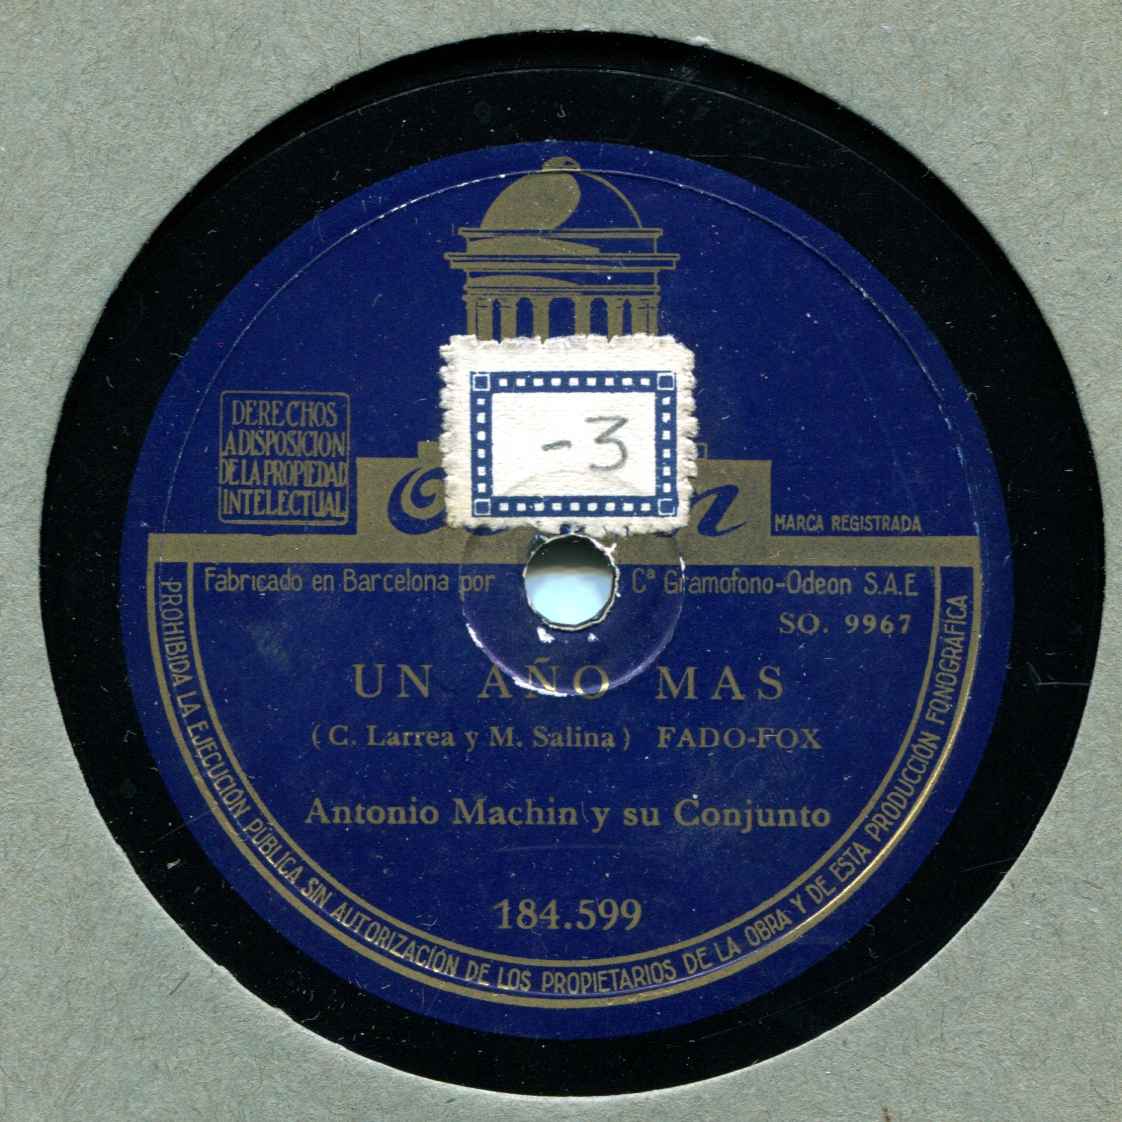 DERECHOS
A DISPOSICION
DE LA PROPIEDAD
INTELECTUAL
-3
MARCA REGISTRADA
Fabricado en Barcelona por Cª Gramofono-Odeon S.A.E
SO. 9967
UN AÑO MAS
(C. Larrea y M. Salina) FADO-FOX
Antonio Machin y su Conjunto
184.599
PROHIBIDA LA EJECUCIÓN PÚBLICA SIN AUTORIZACIÓN DE LOS PROPIETARIOS DE LA OBRA Y DE ESTA PRODUCCIÓN FONOGRÁFICA